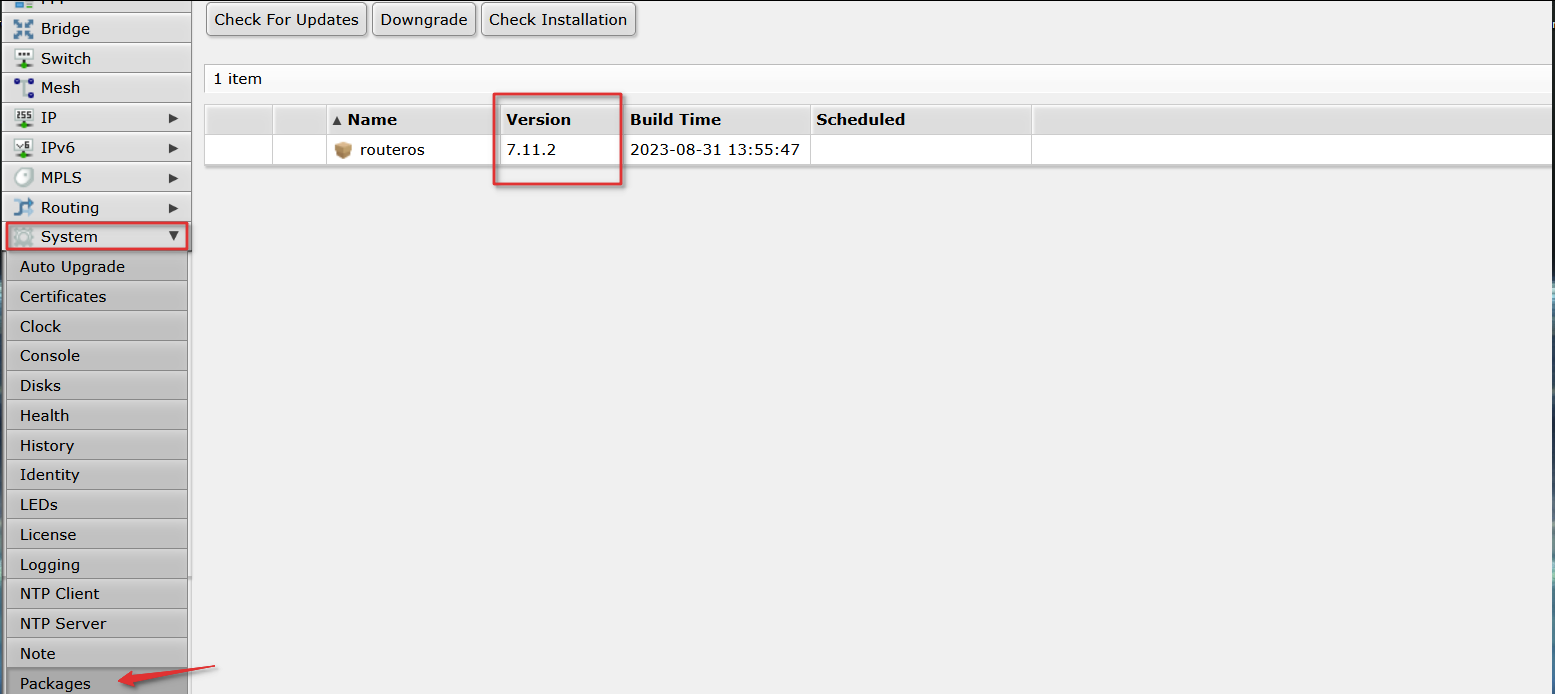 Bridge
Switch
Mesh
IP
IPv6
MPLS
Routing
System
Auto Upgrade
Certificates
Clock
Console
Disks
Health
History
Identity
LEDs
License
Logging
NTP Client
NTP Server
Note
Packages
Check For Updates Downgrade Check Installation
1 item
Name Version Build Time Scheduled
routeros 7.11.2 2023-08-31 13:55:47